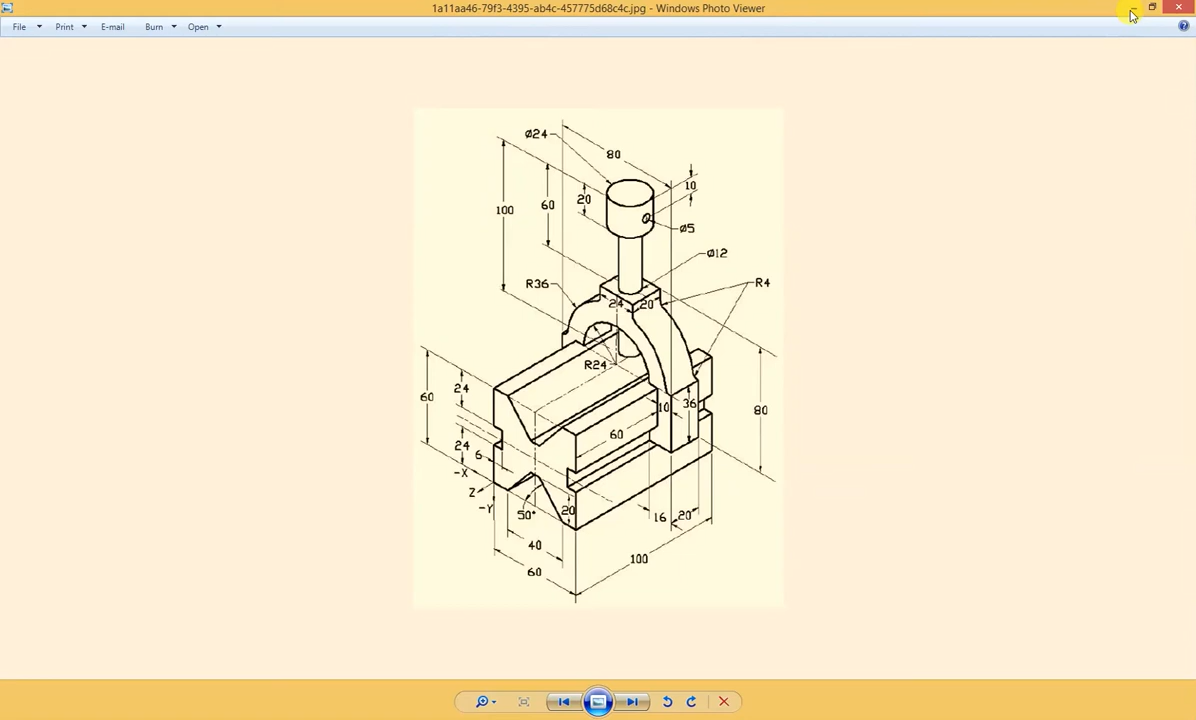 1a11aa46-79f3-4395-ab4c-457775d68c4c.jpg - Windows Photo Viewer
File Print E-mail Burn Open
Ø24
80
10
20
60
100
Ø5
Ø12
R36
24 20
R4
R24
24
60
10 36
80
60
24
6
-X
Z
-Y
50°
20
16 20
40
100
60